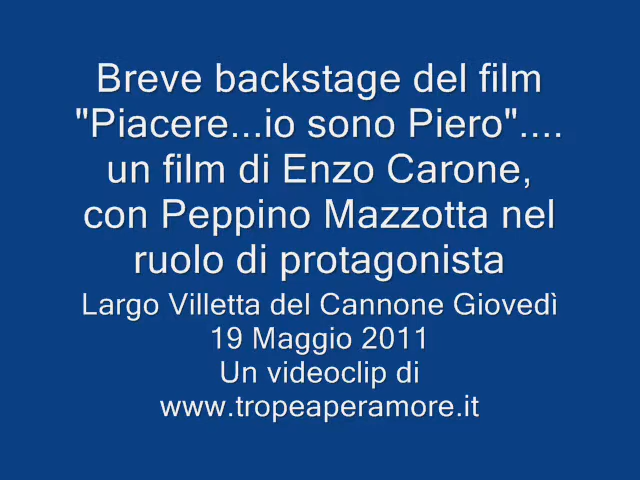 Breve backstage del film
"Piacere...io sono Piero"....
un film di Enzo Carone,
con Peppino Mazzotta nel
ruolo di protagonista
Largo Villetta del Cannone Giovedì
19 Maggio 2011
Un videoclip di
www.tropeaperamore.it